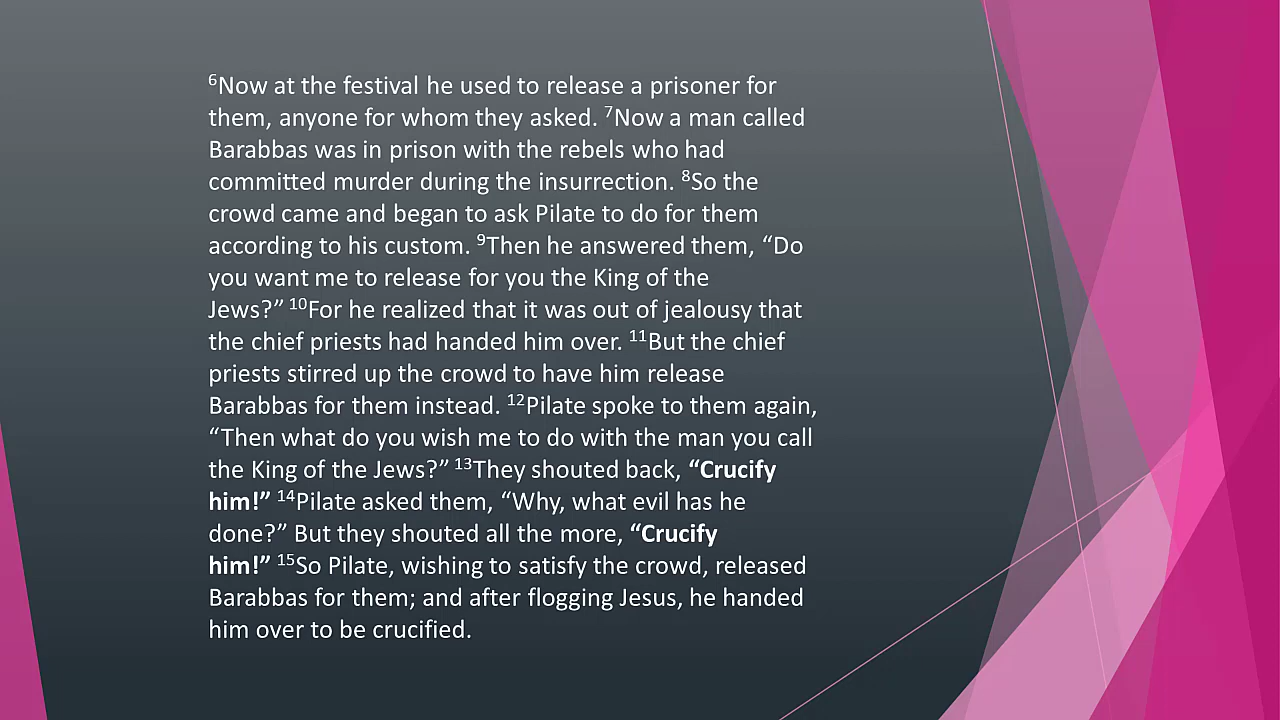 ⁶Now at the festival he used to release a prisoner for
them, anyone for whom they asked. ⁷Now a man called
Barabbas was in prison with the rebels who had
committed murder during the insurrection. ⁸So the
crowd came and began to ask Pilate to do for them
according to his custom. ⁹Then he answered them, “Do
you want me to release for you the King of the
Jews?” ¹⁰For he realized that it was out of jealousy that
the chief priests had handed him over. ¹¹But the chief
priests stirred up the crowd to have him release
Barabbas for them instead. ¹²Pilate spoke to them again,
“Then what do you wish me to do with the man you call
the King of the Jews?” ¹³They shouted back, “Crucify
him!” ¹⁴Pilate asked them, “Why, what evil has he
done?” But they shouted all the more, “Crucify
him!” ¹⁵So Pilate, wishing to satisfy the crowd, released
Barabbas for them; and after flogging Jesus, he handed
him over to be crucified.